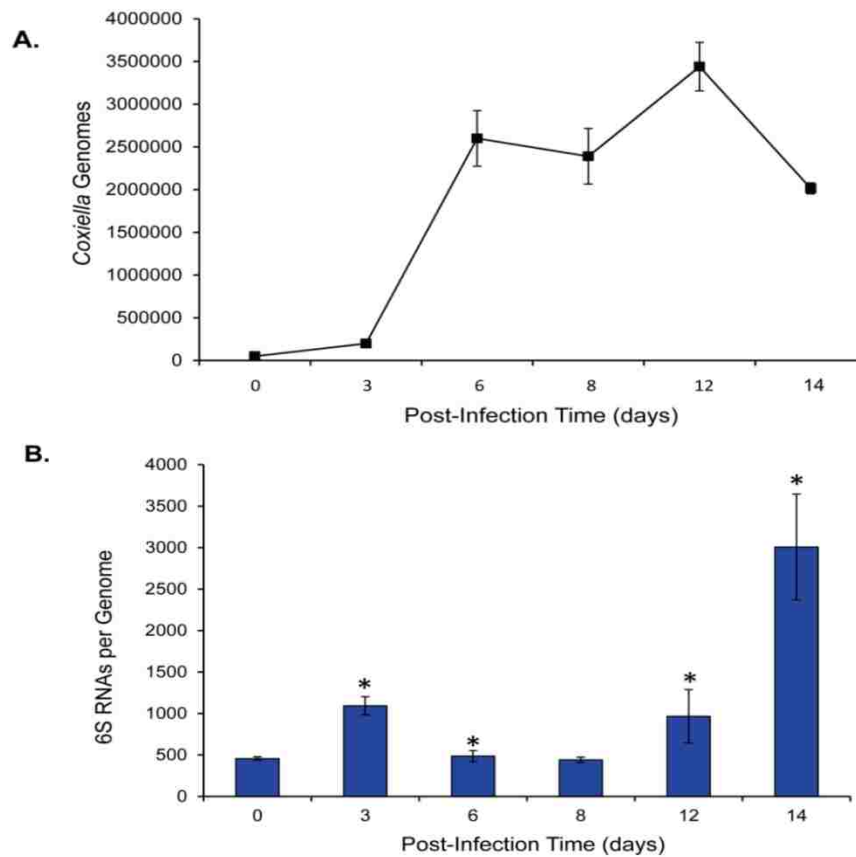 A.
4000000
3500000
3000000
2500000
2000000
1500000
1000000
500000
0
Coxiella Genomes
0 3 6 8 12 14
Post-Infection Time (days)
B.
4000
3500
3000
2500
2000
1500
1000
500
0
6S RNAs per Genome
* * * *
0 3 6 8 12 14
Post-Infection Time (days)